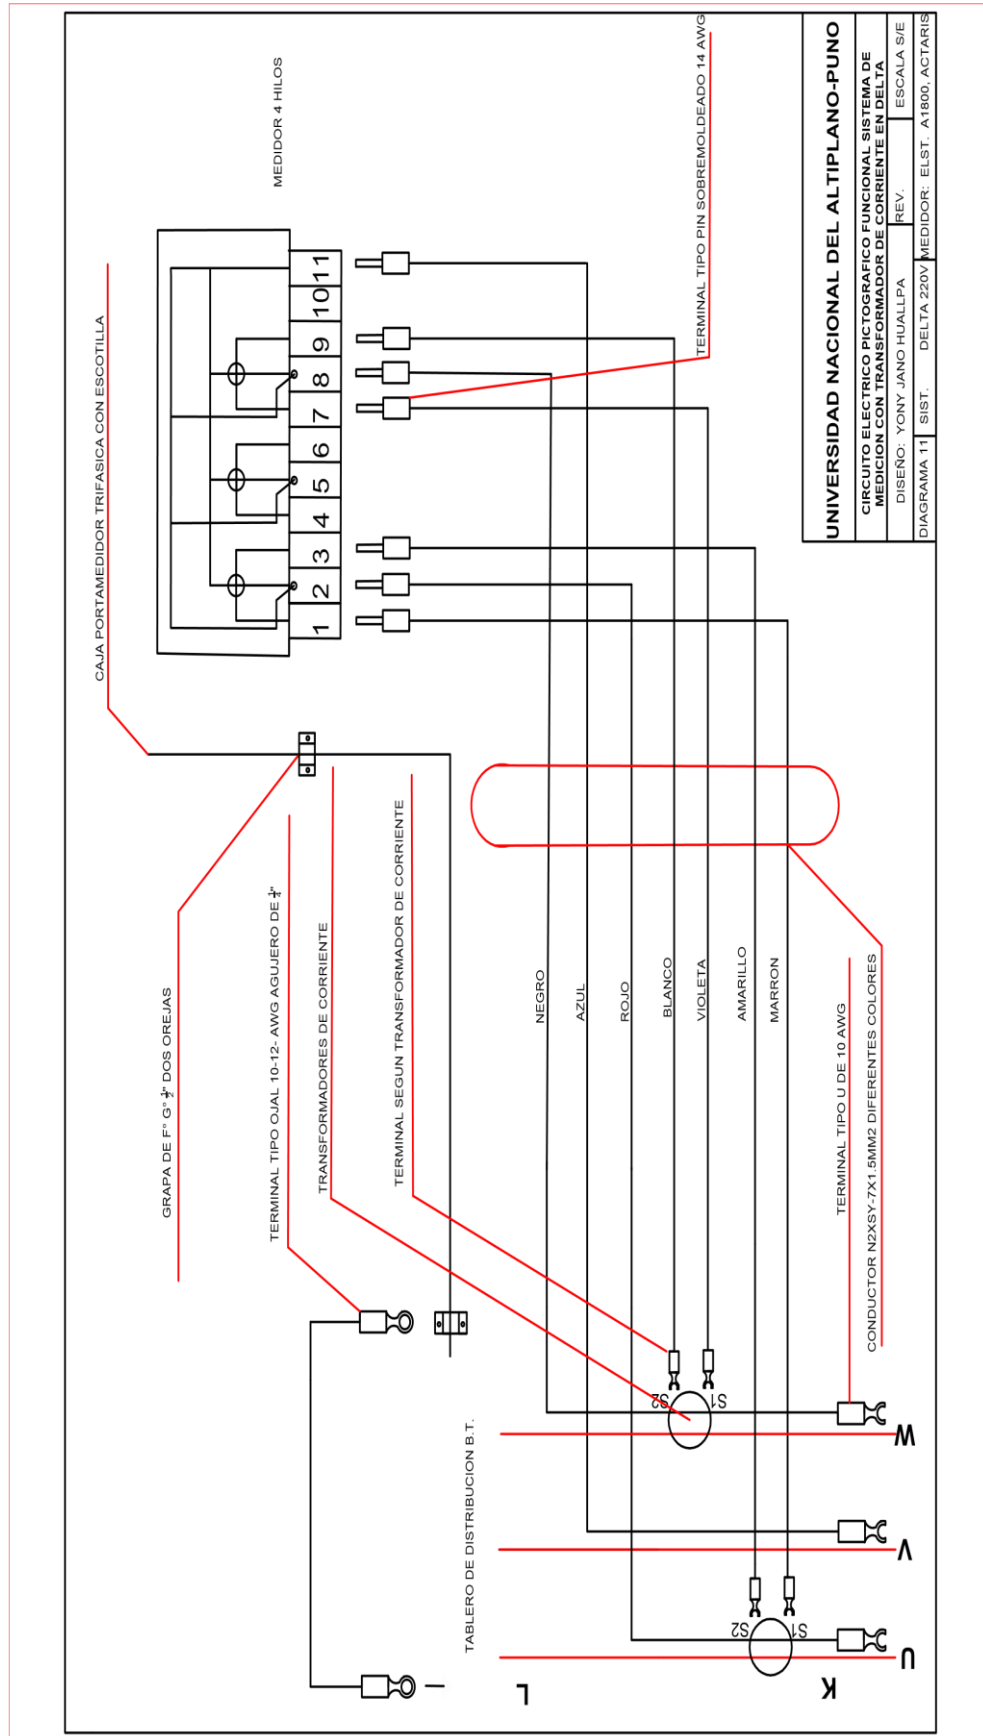 MEDIDOR 4 HILOS
CAJA PORTAMEDIDOR TRIFASICA CON ESCOTILLA
1 2 3 4 5 6 7 8 9 10 11
TERMINAL TIPO PIN SOBREMOLDEADO 14 AWG
GRAPA DE F° G° ½" DOS OREJAS
TERMINAL TIPO OJAL 10-12- AWG AGUJERO DE ¼"
TRANSFORMADORES DE CORRIENTE
TERMINAL SEGUN TRANSFORMADOR DE CORRIENTE
NEGRO
AZUL
ROJO
BLANCO
VIOLETA
AMARILLO
MARRON
TERMINAL TIPO U DE 10 AWG
CONDUCTOR N2XSY-7X1.5MM2 DIFERENTES COLORES
TABLERO DE DISTRIBUCION B.T.
S2
S1
W
V
S2
S1
U
L
K
UNIVERSIDAD NACIONAL DEL ALTIPLANO-PUNO
CIRCUITO ELECTRICO PICTOGRAFICO FUNCIONAL SISTEMA DE
MEDICION CON TRANSFORMADOR DE CORRIENTE EN DELTA
DISEÑO: YONY JANO HUALLPA REV. ESCALA S/E
DIAGRAMA 11 SIST. DELTA 220V MEDIDOR: ELST. A1800, ACTARIS